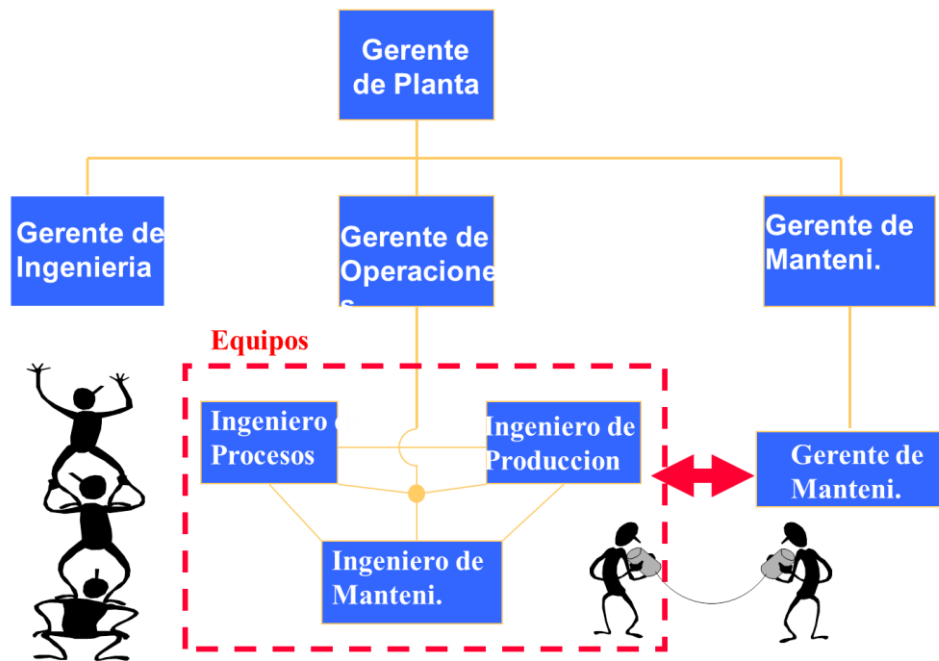 Gerente
de Planta
Gerente de
Ingenieria
Gerente de
Operacione
s
Gerente de
Manteni.
Equipos
Ingeniero
Procesos
Ingeniero de
Produccion
Gerente de
Manteni.
Ingeniero de
Manteni.